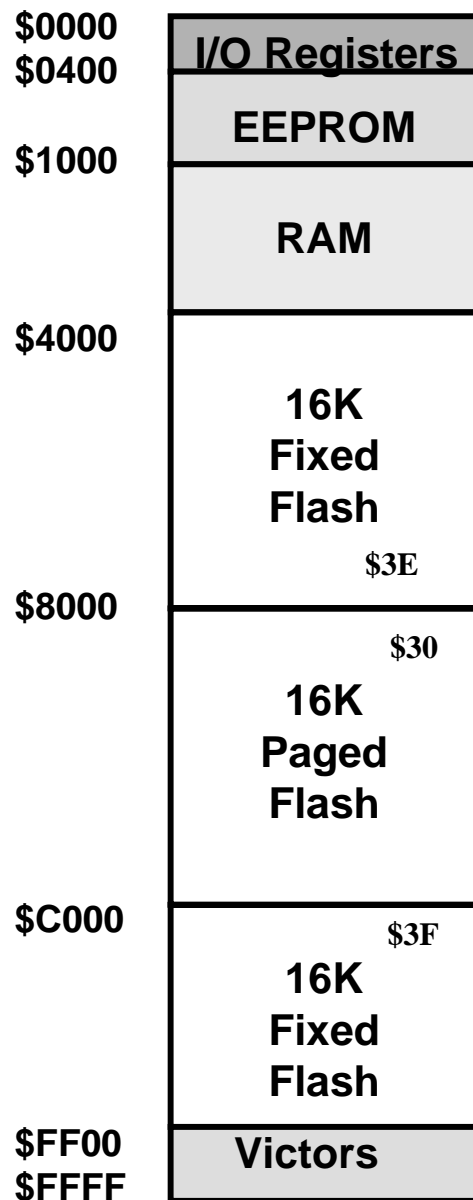 $0000
I/O Registers
$0400
EEPROM
$1000
RAM
$4000
16K
Fixed
Flash
$3E
$8000
$30
16K
Paged
Flash
$C000
$3F
16K
Fixed
Flash
$FF00
Victors
$FFFF